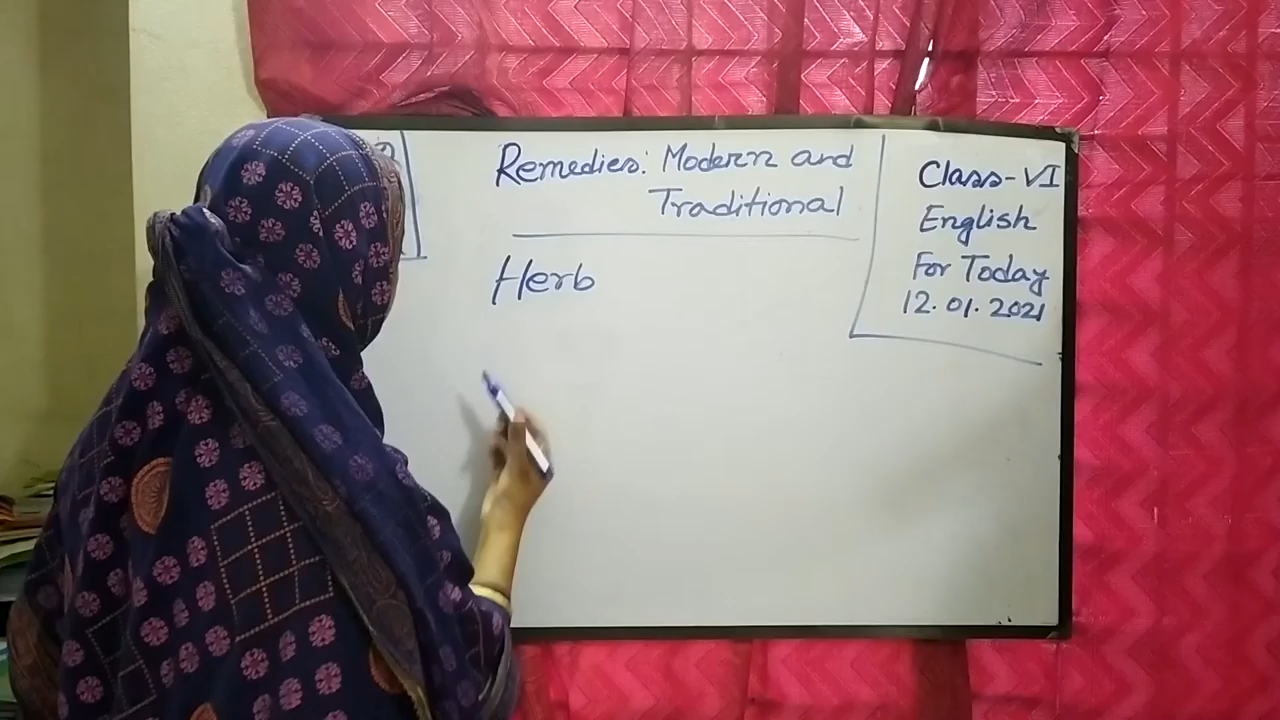 Remedies: Modern and
Traditional
Herb
Class-VI
English
For Today
12.01.2021